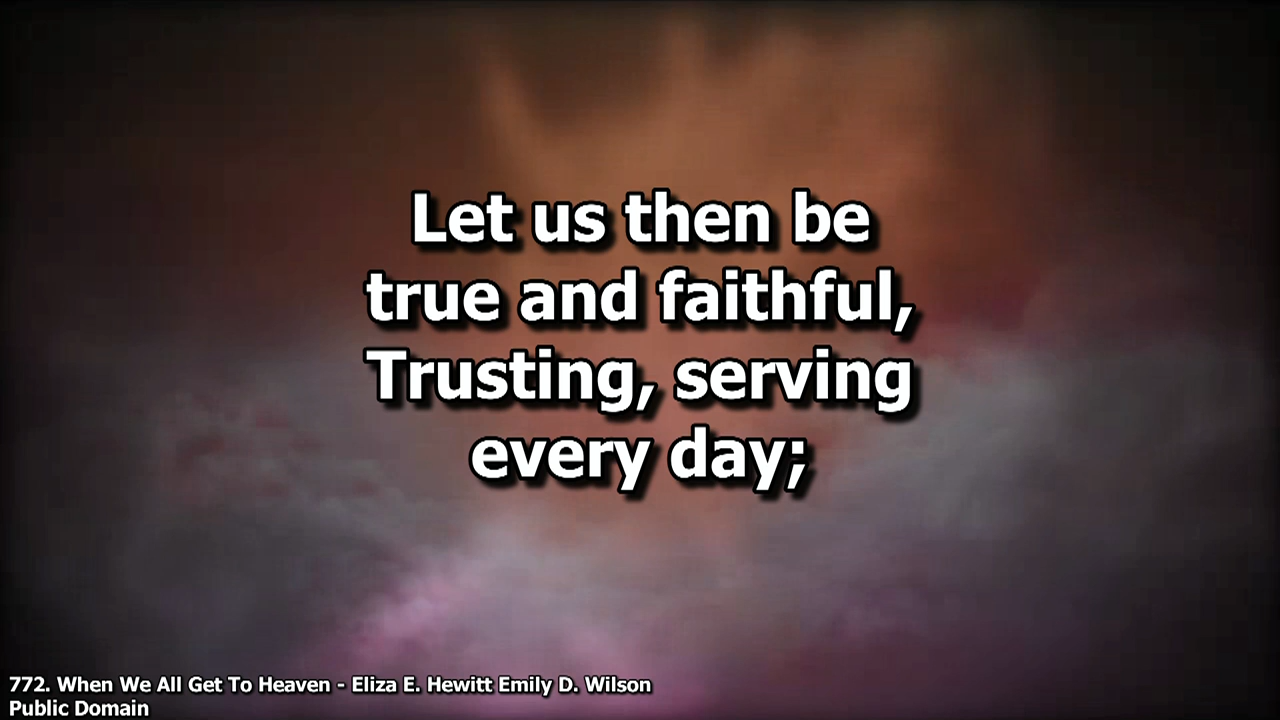 Let us then be
true and faithful,
Trusting, serving
every day;
772. When We All Get To Heaven - Eliza E. Hewitt Emily D. Wilson
Public Domain